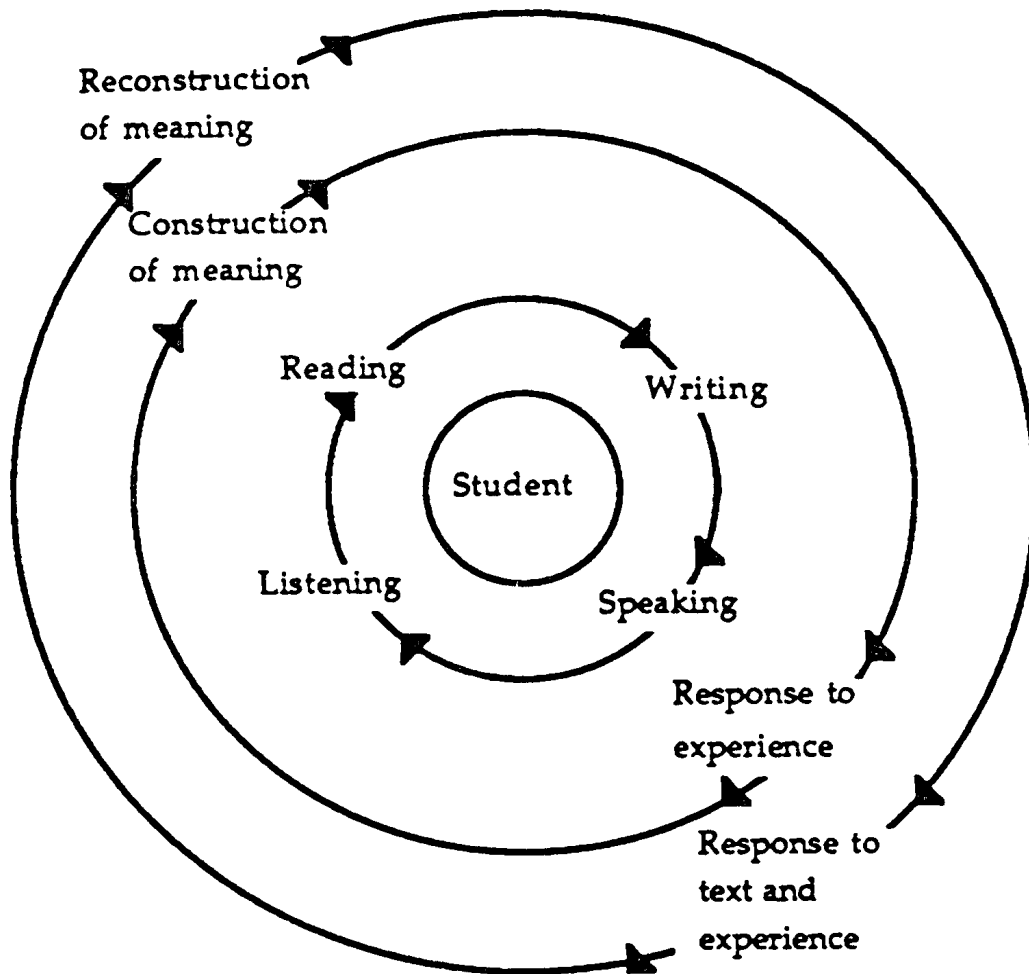 Reconstruction
of meaning
Construction
of meaning
Reading
Writing
Student
Listening
Speaking
Response to
experience
Response to
text and
experience